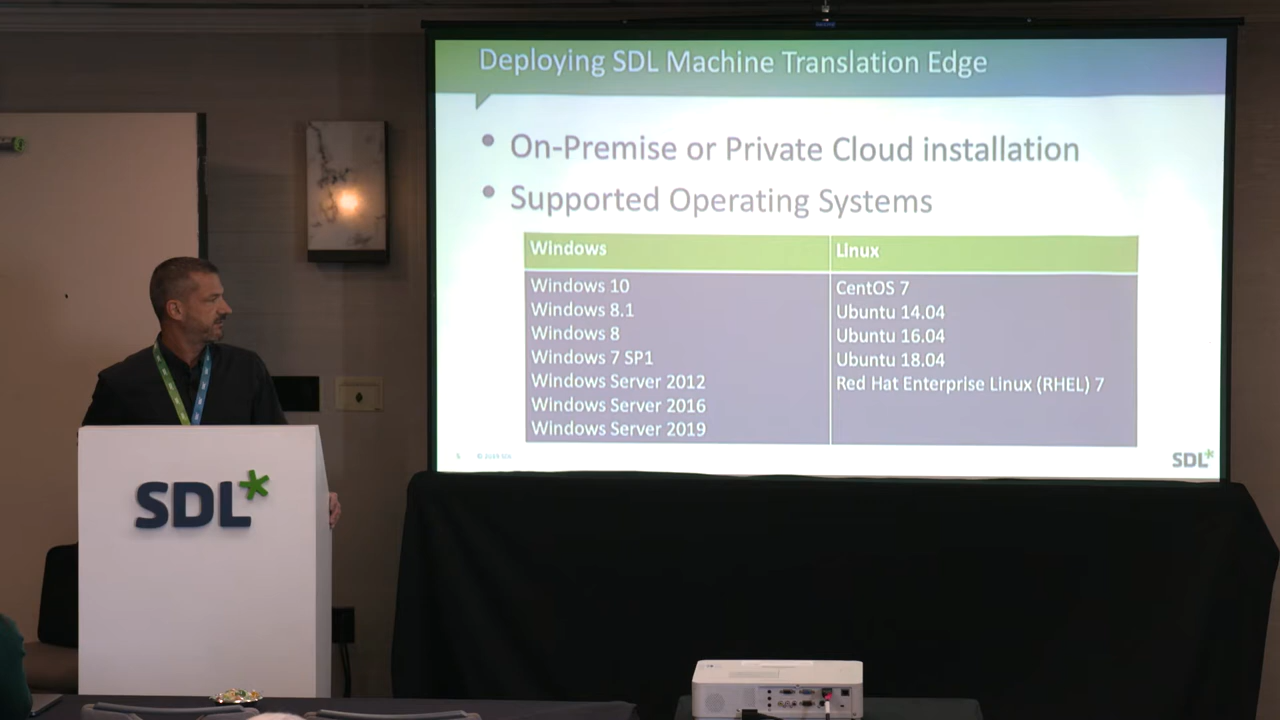 Deploying SDL Machine Translation Edge
• On-Premise or Private Cloud installation
• Supported Operating Systems
Windows
Linux
Windows 10
CentOS 7
Windows 8.1
Ubuntu 14.04
Windows 8
Ubuntu 16.04
Windows 7 SP1
Ubuntu 18.04
Windows Server 2012
Red Hat Enterprise Linux (RHEL) 7
Windows Server 2016
Windows Server 2019
SDL*
SDL*